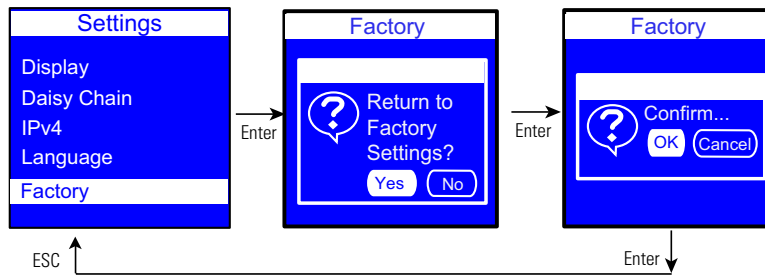 Settings
Display
Daisy Chain
IPv4
Language
Factory
Enter
Factory
?
Return to
Factory
Settings?
Yes No
Enter
Factory
?
Confirm...
OK Cancel
Enter
ESC